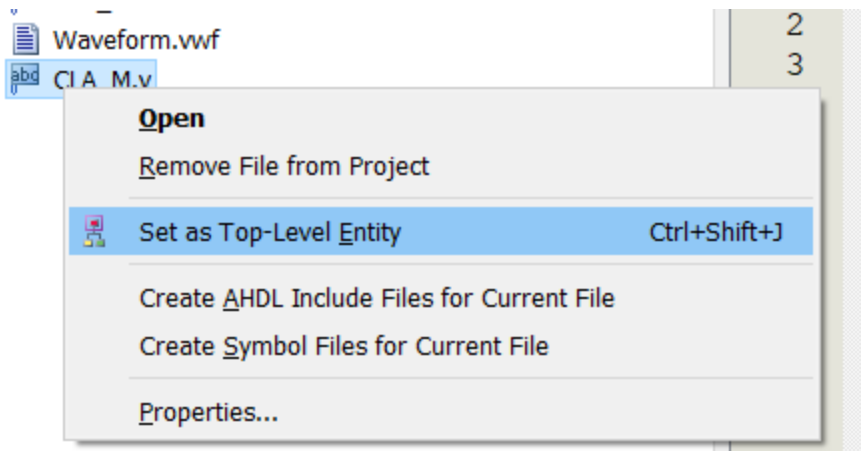 2
Waveform.vwf
3
abd CLA_M.v
Open
Remove File from Project
Set as Top-Level Entity Ctrl+Shift+J
Create AHDL Include Files for Current File
Create Symbol Files for Current File
Properties...